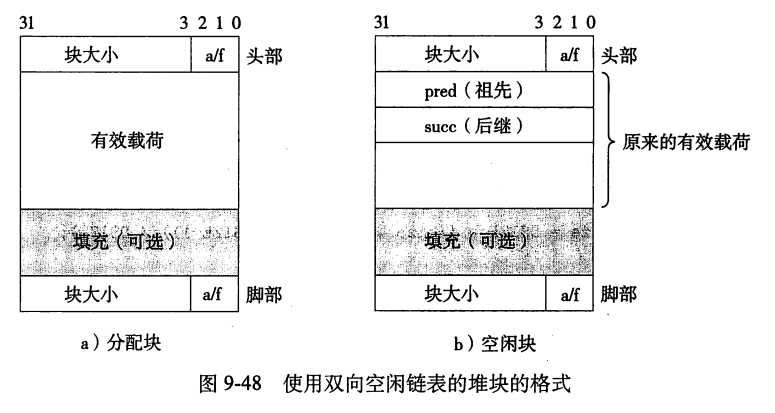 31 3 2 1 0
块大小 a/f 头部
有效载荷
填充（可选）
块大小 a/f 脚部
a）分配块
31 3 2 1 0
块大小 a/f 头部
pred（祖先）
succ（后继）
原来的有效载荷
填充（可选）
块大小 a/f 脚部
b）空闲块
图 9-48 使用双向空闲链表的堆块的格式